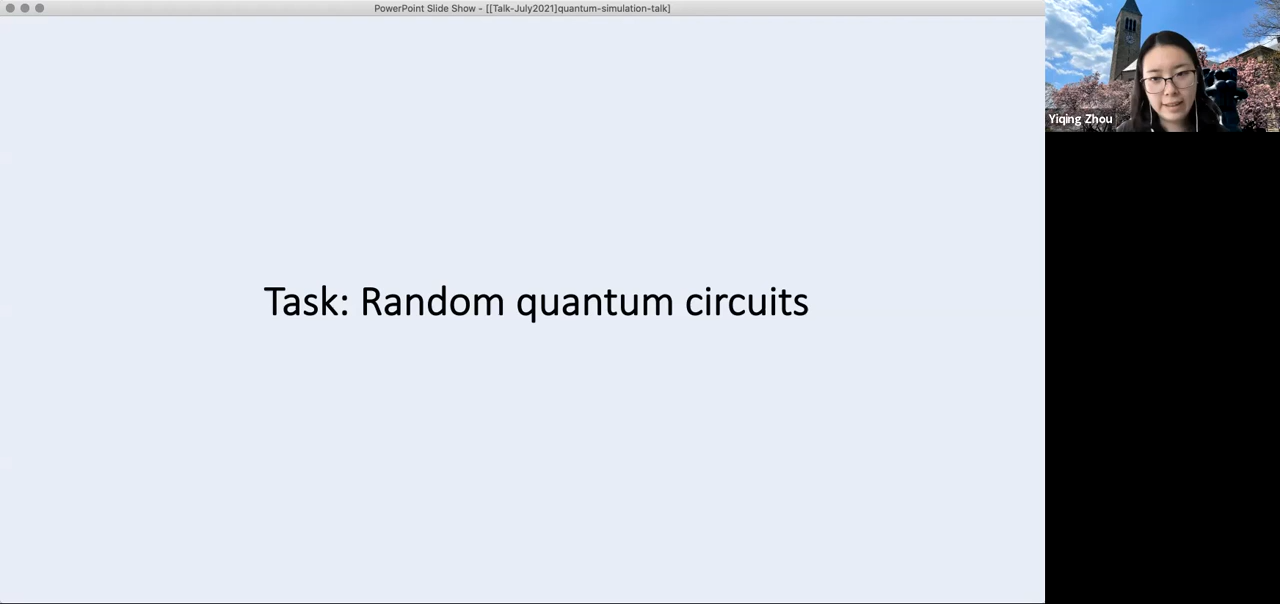 PowerPoint Slide Show - [[Talk-July2021]quantum-simulation-talk]
Yiqing Zhou
Task: Random quantum circuits